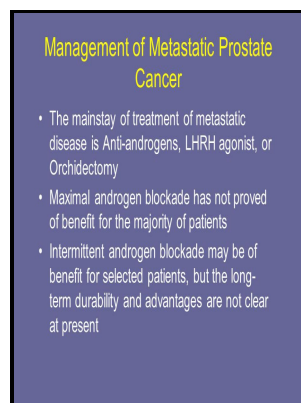 Management of Metastatic Prostate
Cancer
• The mainstay of treatment of metastatic
disease is Anti-androgens, LHRH agonist, or
Orchidectomy
• Maximal androgen blockade has not proved
of benefit for the majority of patients
• Intermittent androgen blockade may be of
benefit for selected patients, but the long-
term durability and advantages are not clear
at present